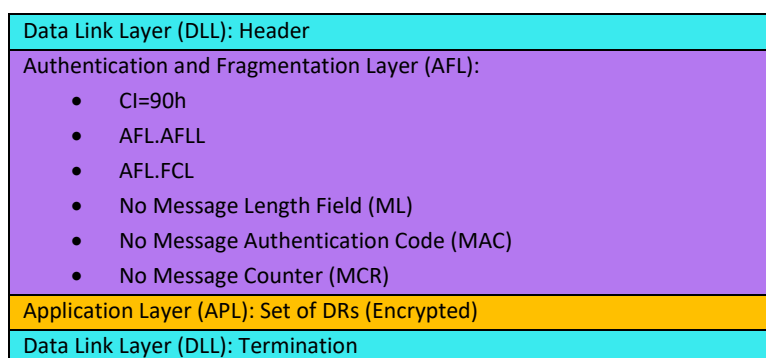 Data Link Layer (DLL): Header
Authentication and Fragmentation Layer (AFL):
• CI=90h
• AFL.AFLL
• AFL.FCL
• No Message Length Field (ML)
• No Message Authentication Code (MAC)
• No Message Counter (MCR)
Application Layer (APL): Set of DRs (Encrypted)
Data Link Layer (DLL): Termination